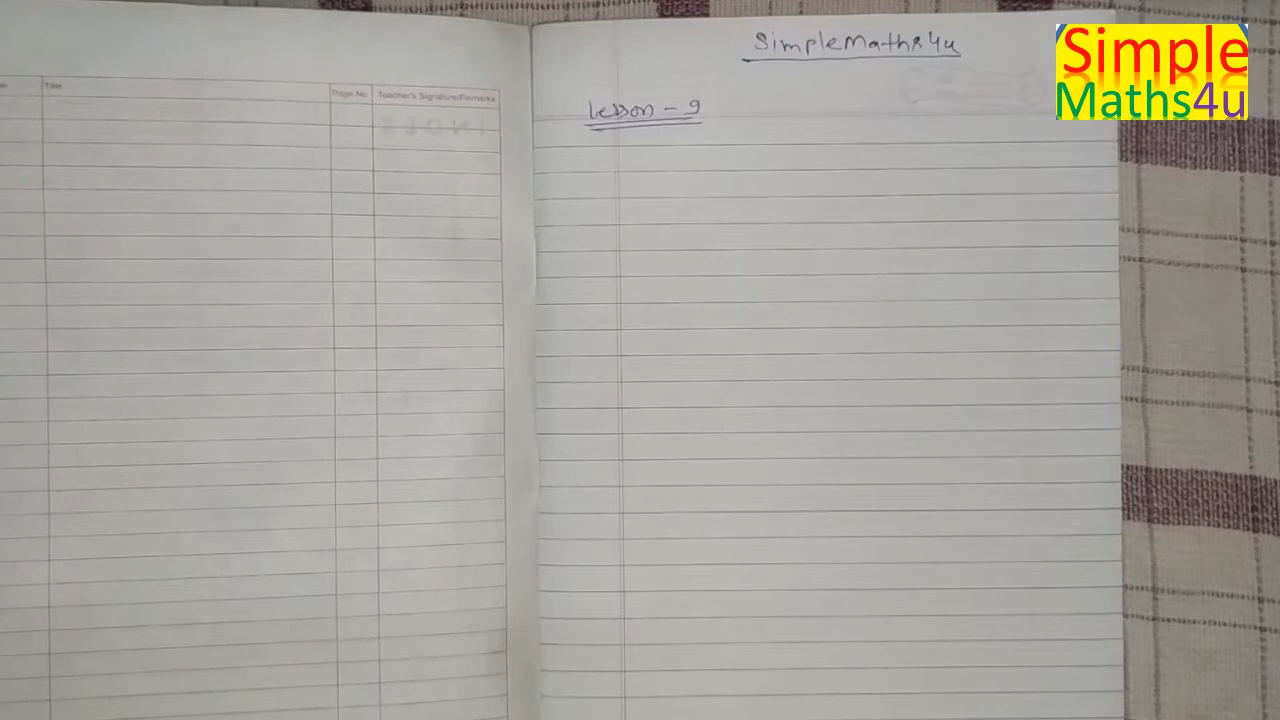 Title
Page No
Teacher's Signature/Remarks
SimpleMaths4u
Lesson - 9
Simple
Maths4u